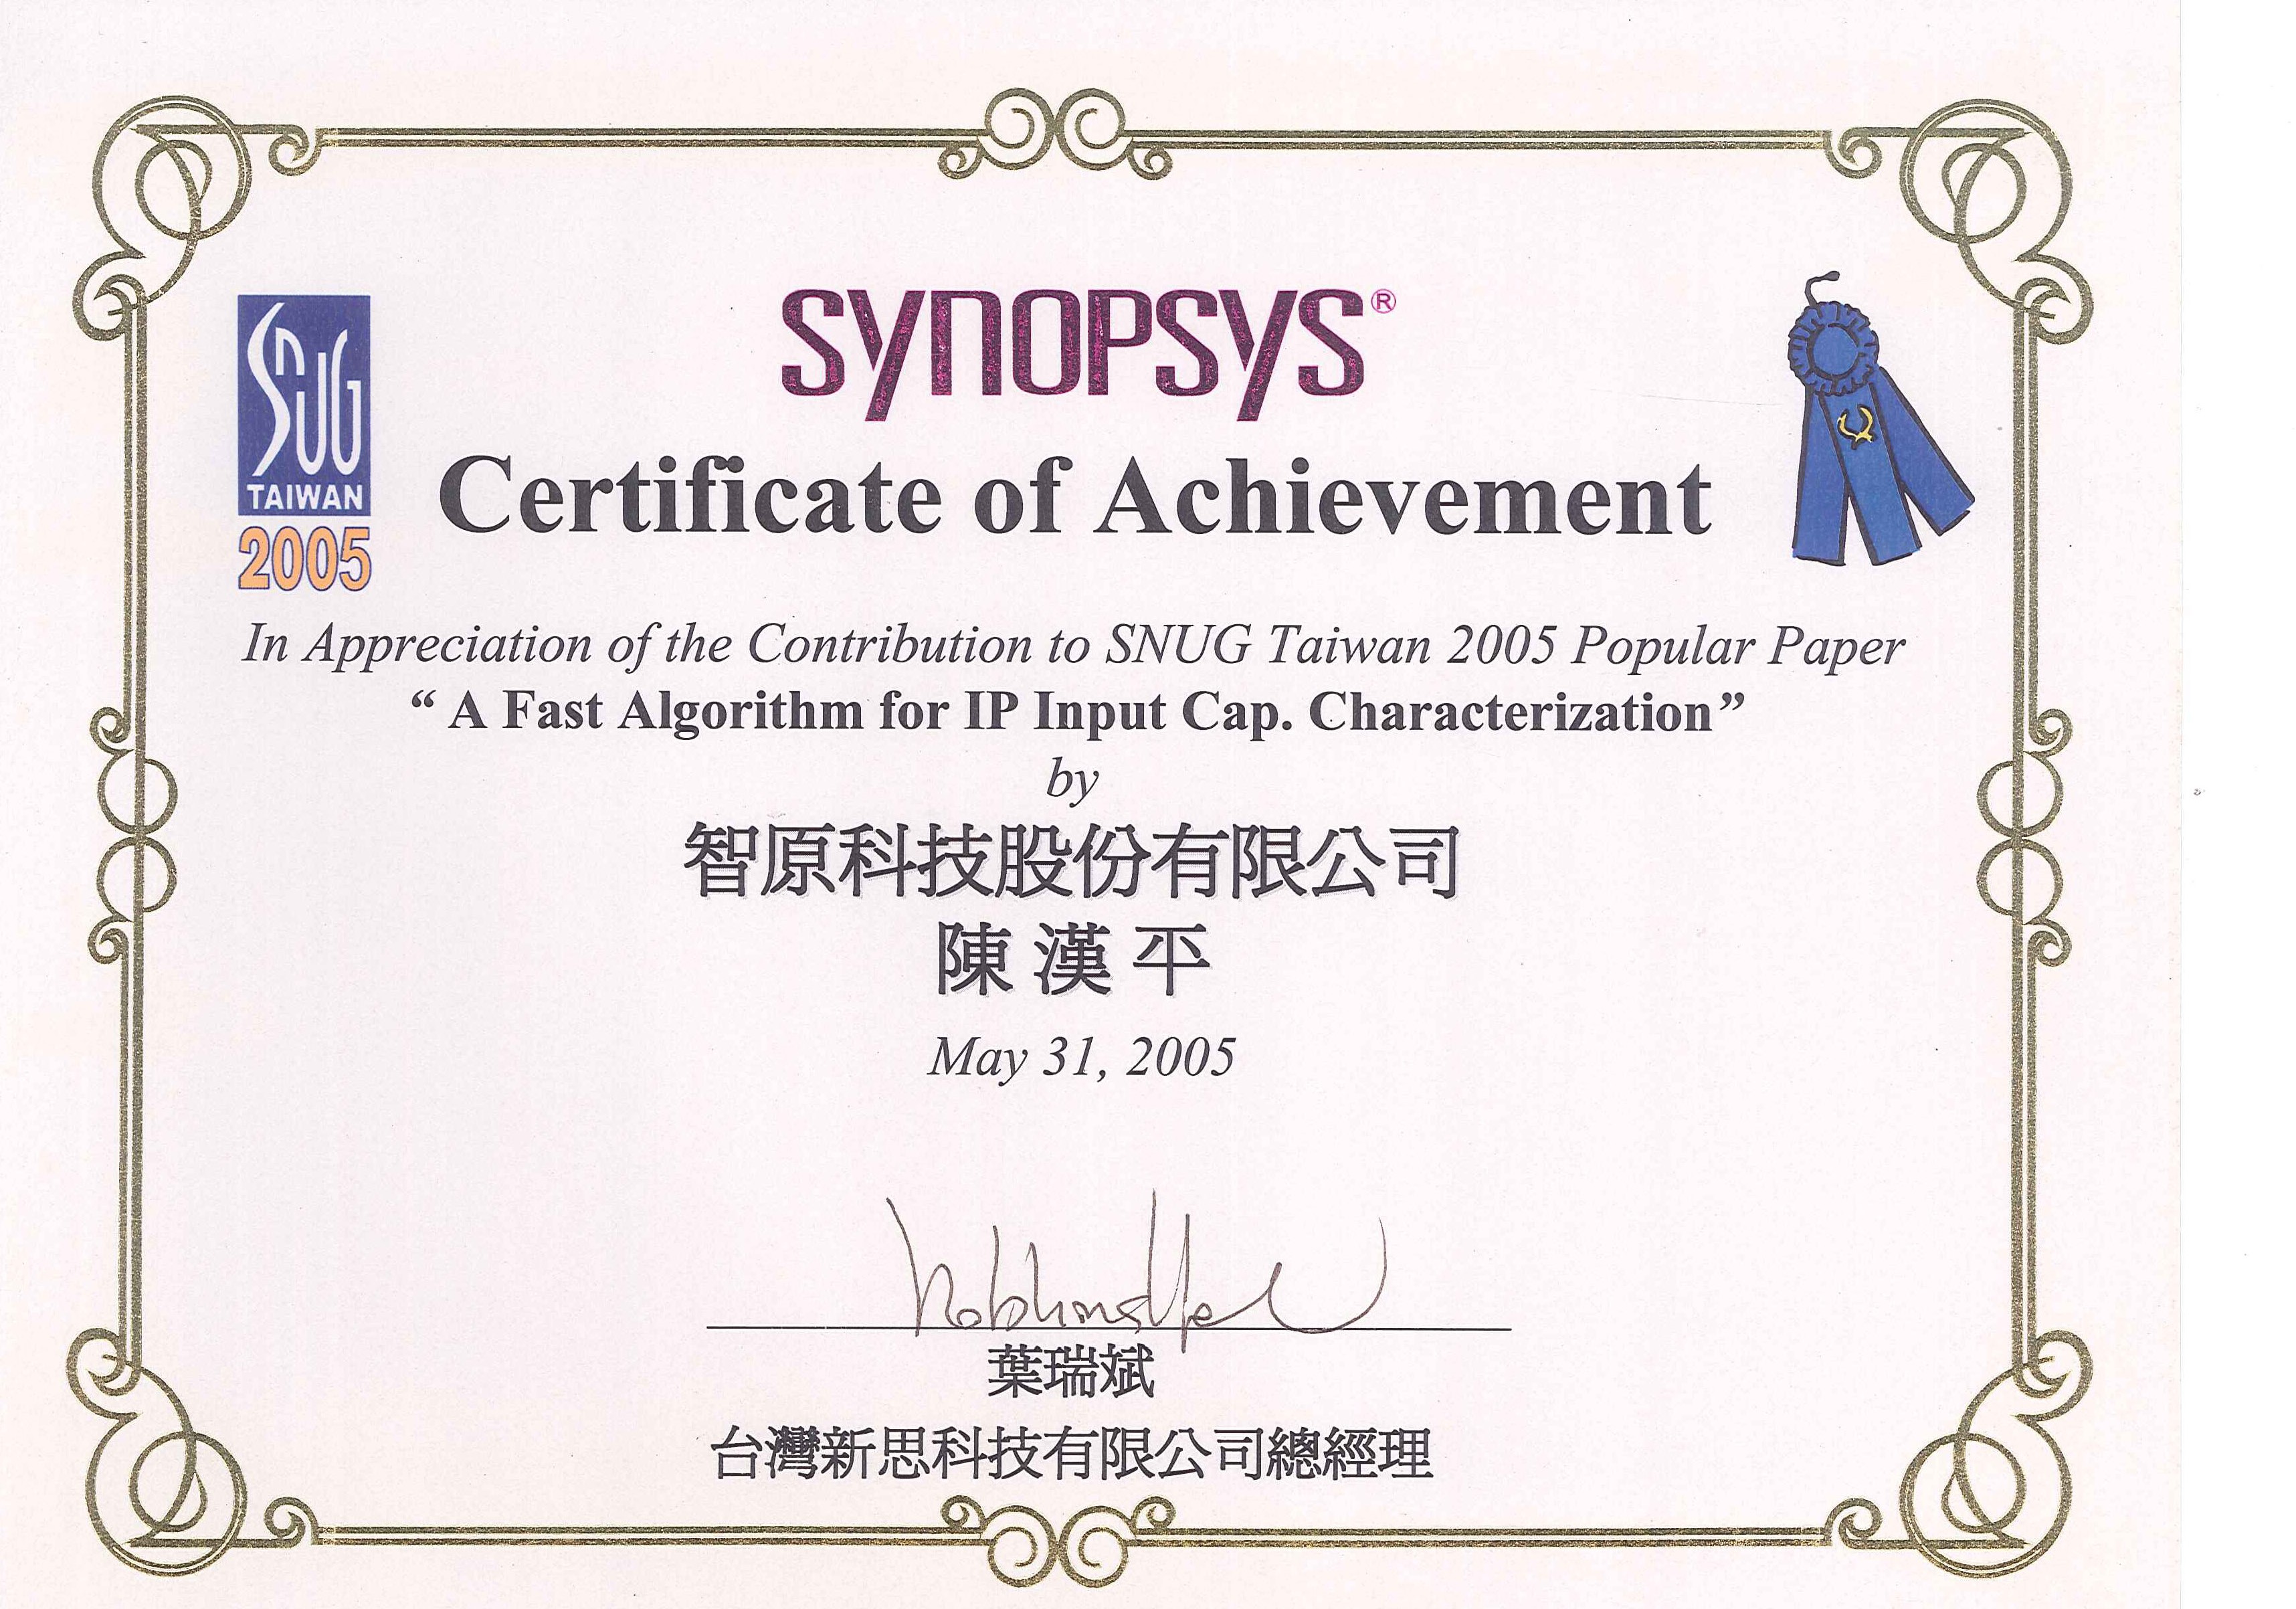 SYNOPSYS®
SNUG
TAIWAN
2005
Certificate of Achievement
In Appreciation of the Contribution to SNUG Taiwan 2005 Popular Paper
“ A Fast Algorithm for IP Input Cap. Characterization”
by
智原科技股份有限公司
陳 漢 平
May 31, 2005
葉瑞斌
台灣新思科技有限公司總經理